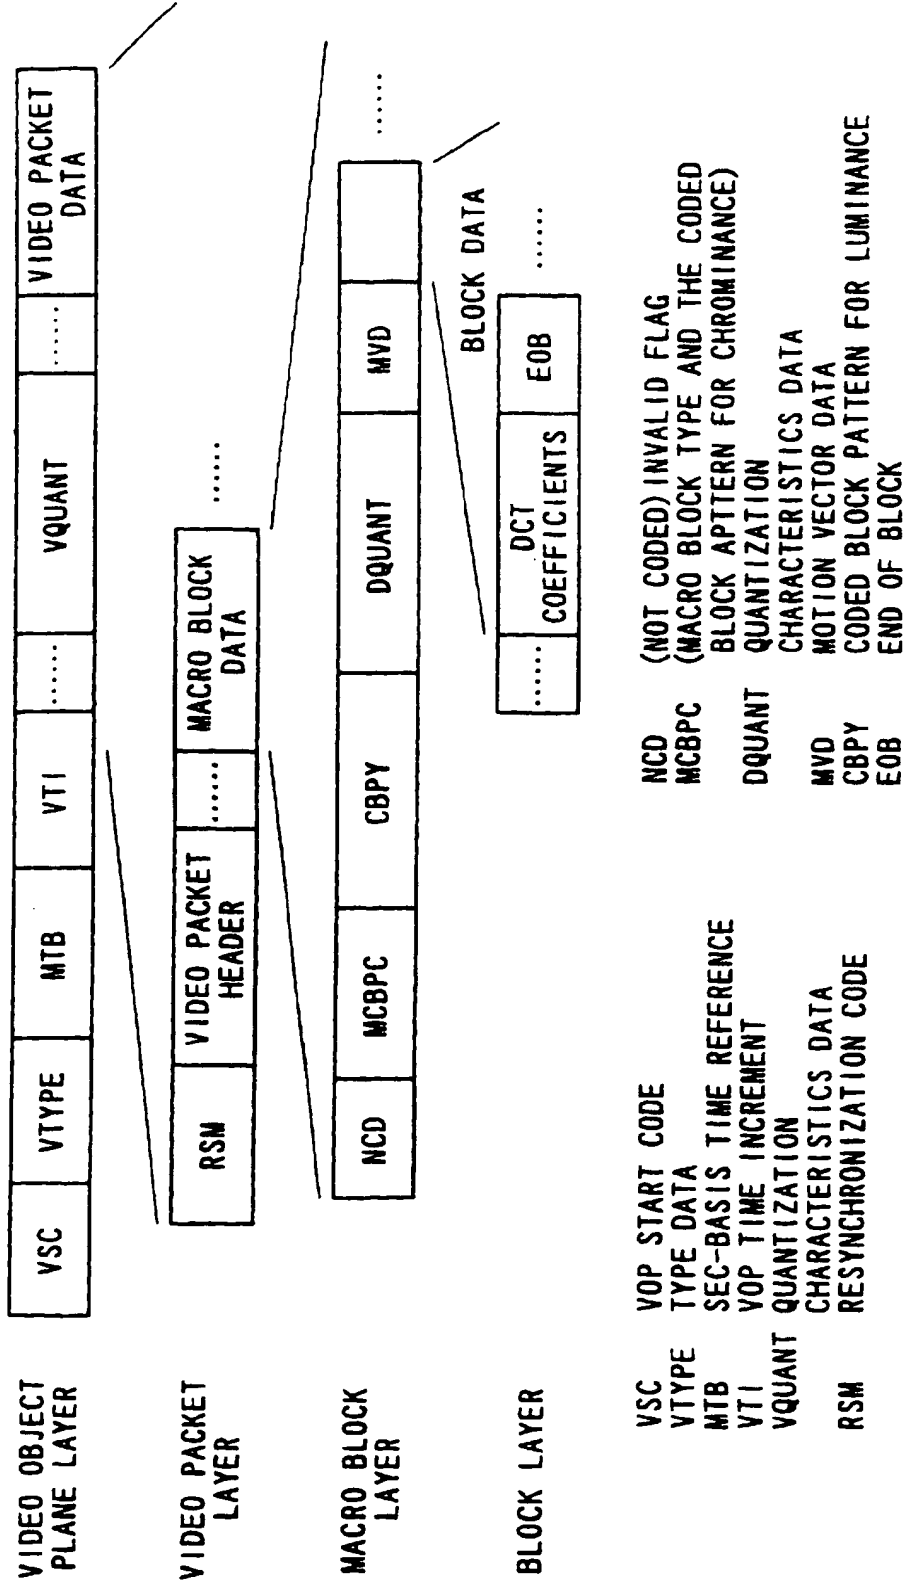 VIDEO OBJECT
PLANE LAYER
VSC
VTYPE
MTB
VTI
......
VQUANT
......
VIDEO PACKET
DATA
VIDEO PACKET
LAYER
RSM
VIDEO PACKET
HEADER
......
MACRO BLOCK
DATA
......
MACRO BLOCK
LAYER
NCD
MCBPC
CBPY
DQUANT
MVD
......
BLOCK DATA
BLOCK LAYER
......
DCT
COEFFICIENTS
EOB
......
VSC VOP START CODE
VTYPE TYPE DATA
MTB SEC-BASIS TIME REFERENCE
VTI VOP TIME INCREMENT
VQUANT QUANTIZATION
CHARACTERISTICS DATA
RSM RESYNCHRONIZATION CODE
NCD (NOT CODED) INVALID FLAG
MCBPC (MACRO BLOCK TYPE AND THE CODED
BLOCK APTTERN FOR CHROMINANCE)
DQUANT QUANTIZATION
CHARACTERISTICS DATA
MVD MOTION VECTOR DATA
CBPY CODED BLOCK PATTERN FOR LUMINANCE
EOB END OF BLOCK